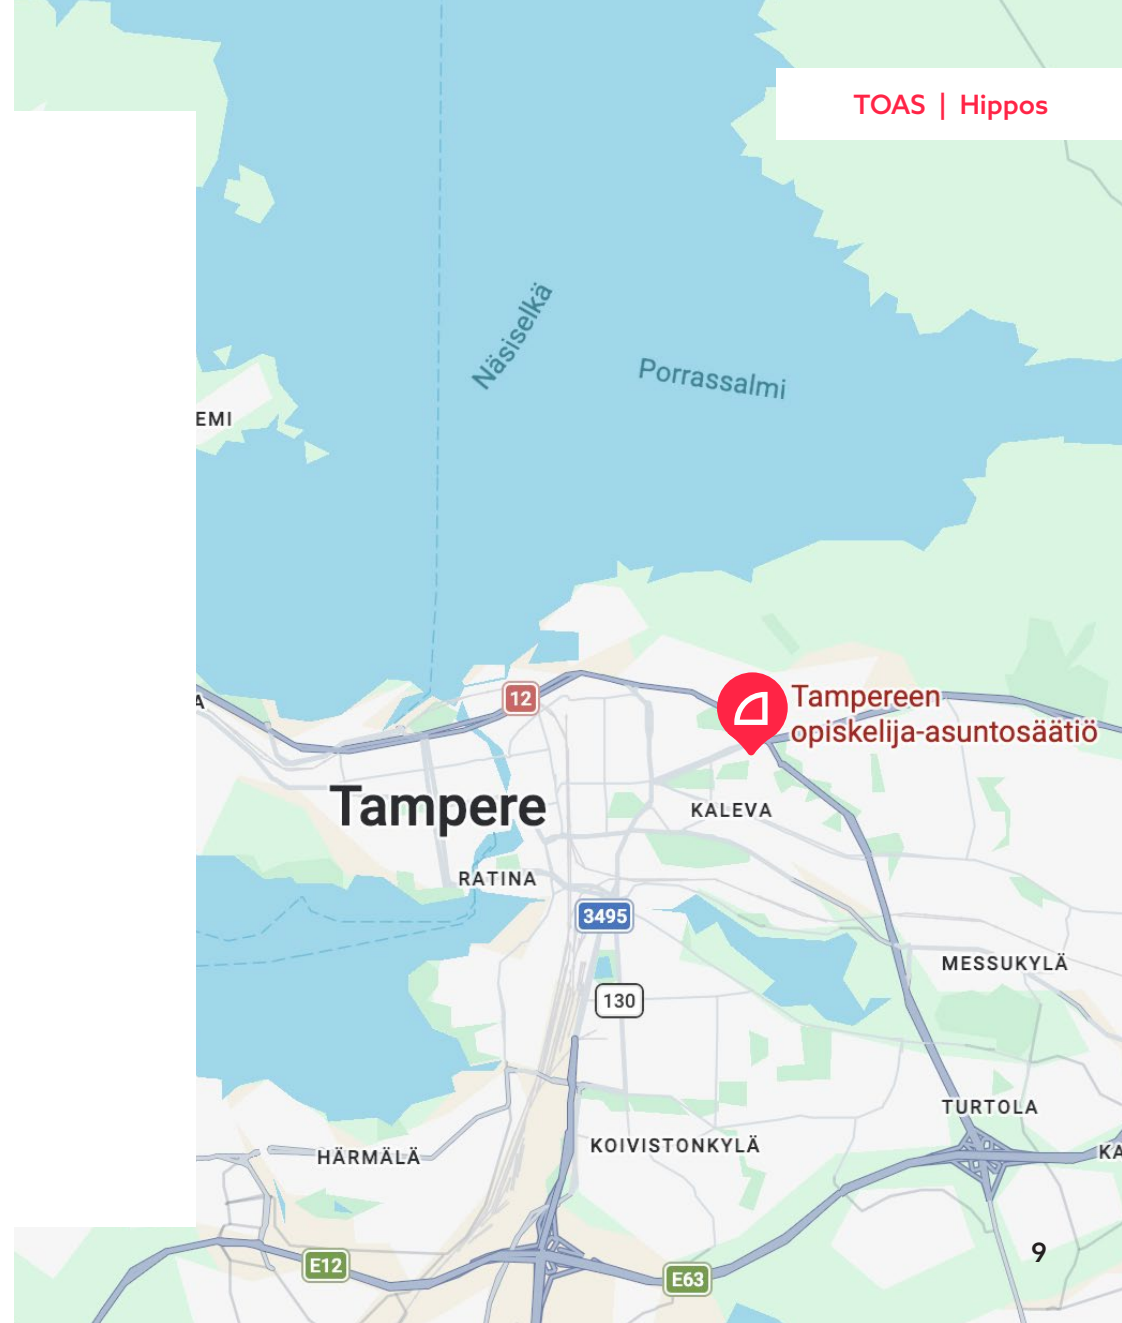 TOAS | Hippos
Näsiselkä
Porrassalmi
EMI
A
12
Tampereen
opiskelija-asuntosäätiö
Tampere
KALEVA
RATINA
3495
MESSUKYLÄ
130
TURTOLA
KOIVISTONKYLÄ
HÄRMÄLÄ
KA
9
E12
E63